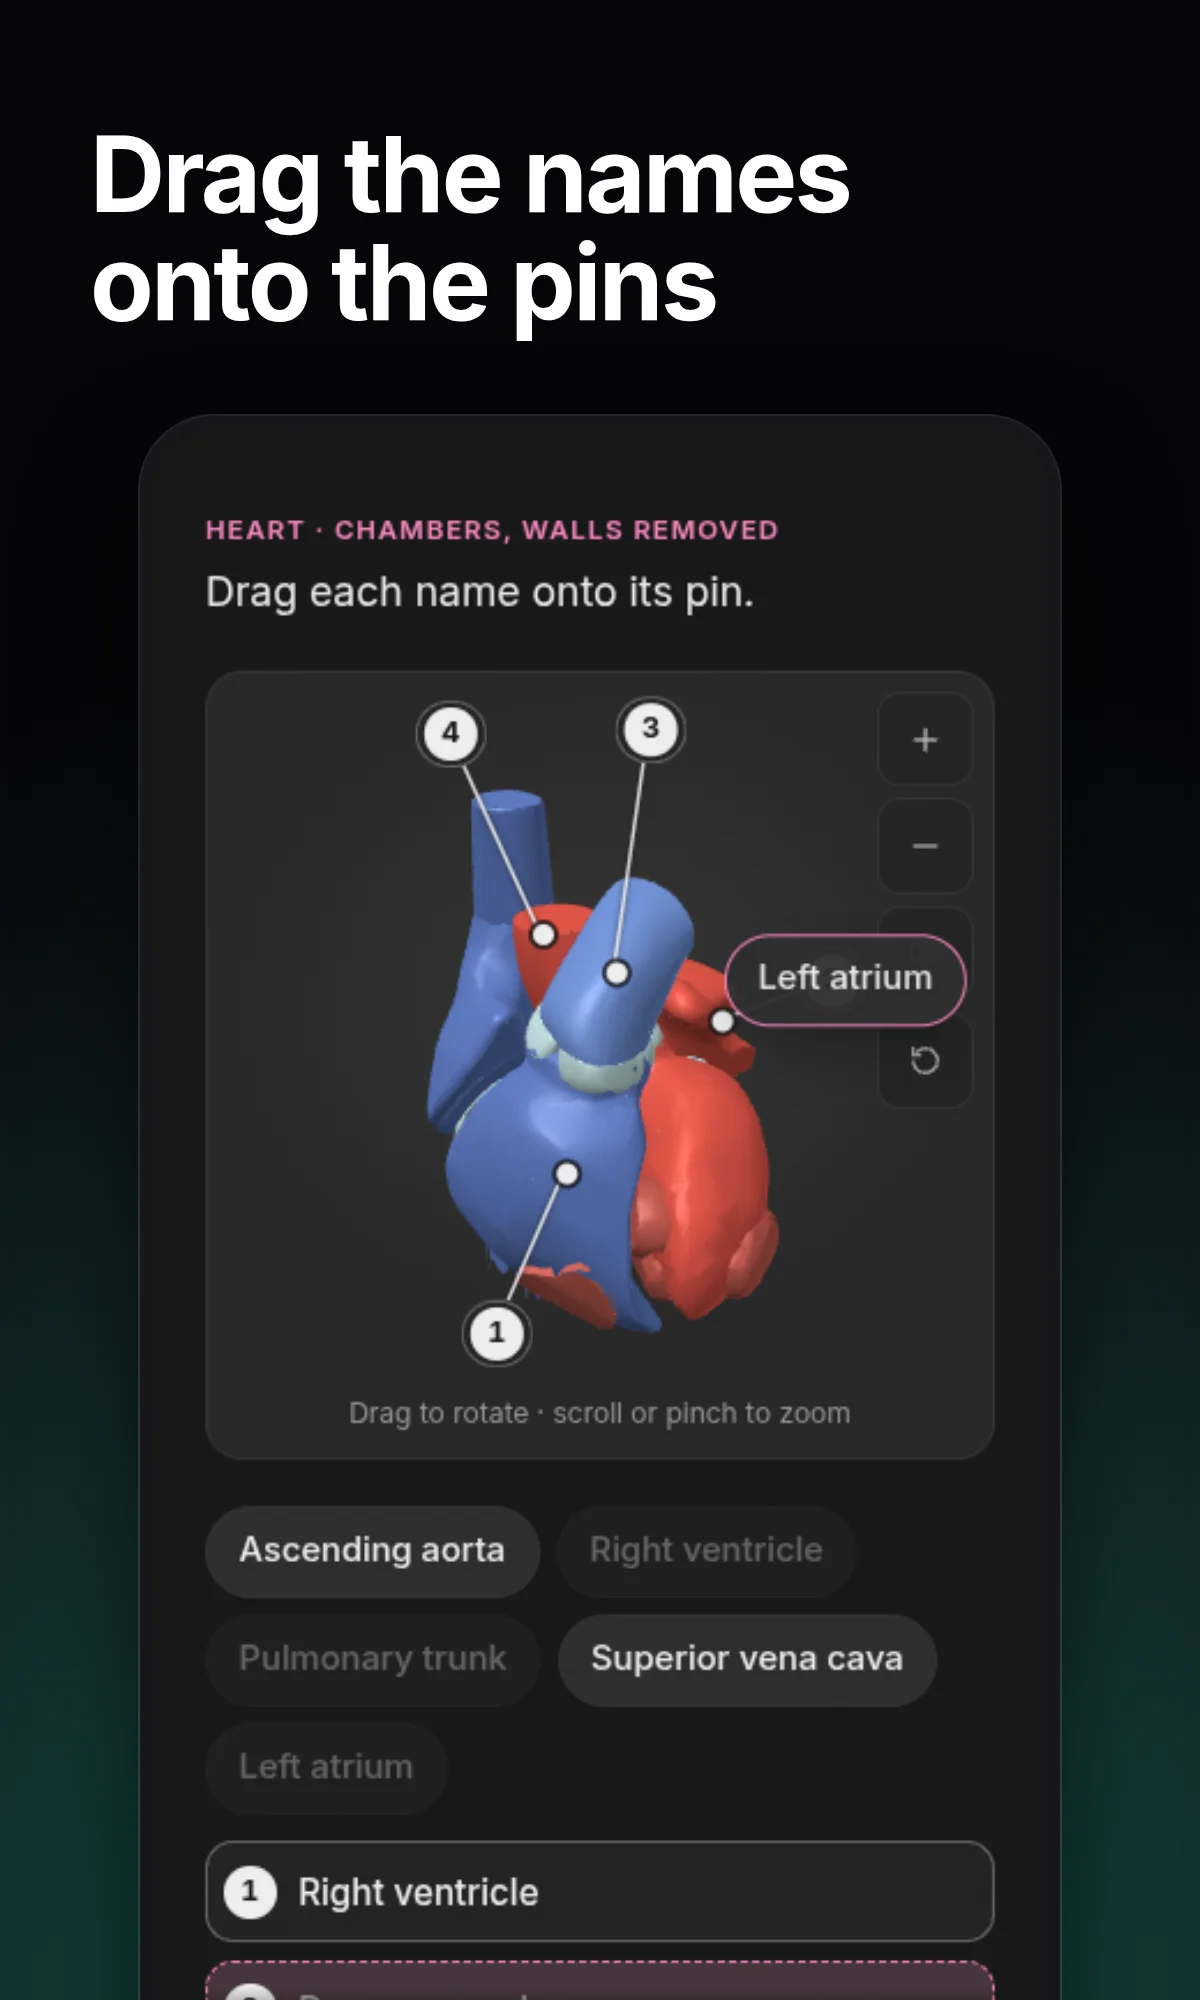 Drag the names
onto the pins
HEART · CHAMBERS, WALLS REMOVED
Drag each name onto its pin.
4
3
Left atrium
1
Drag to rotate · scroll or pinch to zoom
Ascending aorta
Right ventricle
Pulmonary trunk
Superior vena cava
Left atrium
1 Right ventricle